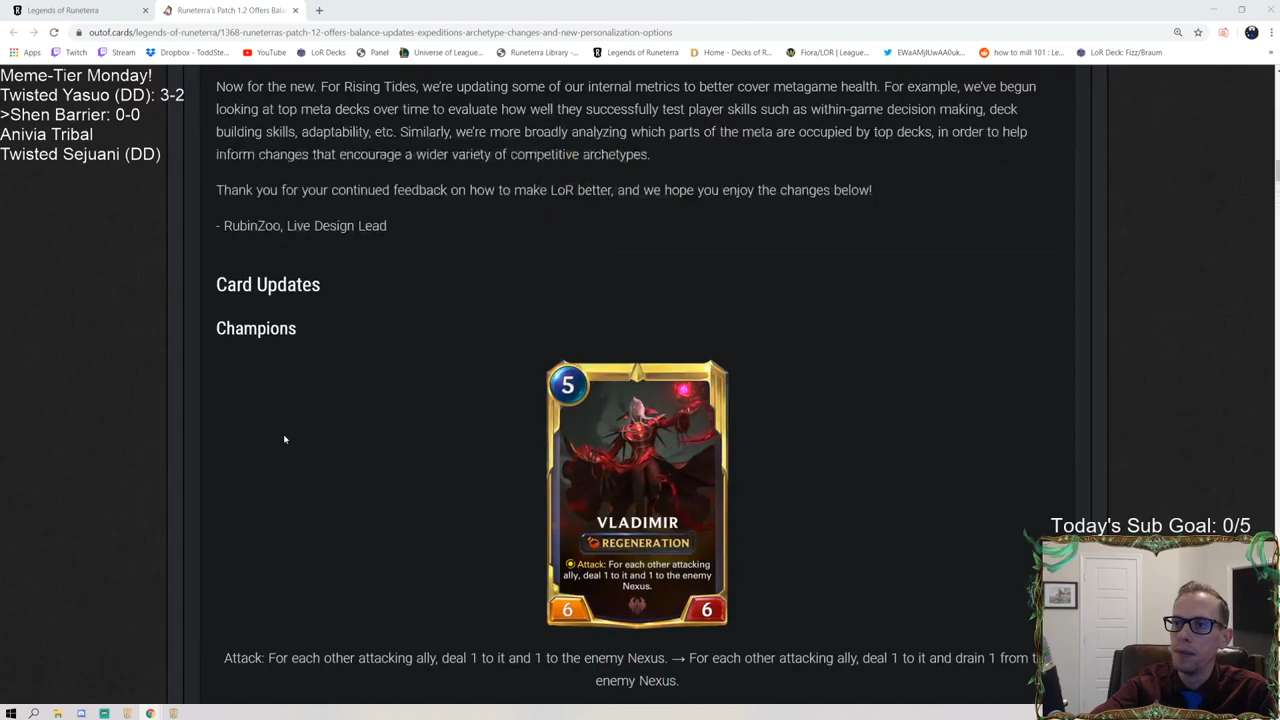 Legends of Runeterra
Runeterra's Patch 1.2 Offers Bala
outof.cards/legends-of-runeterra/1368-runeterras-patch-12-offers-balance-updates-expeditions-archetype-changes-and-new-personalization-options
Apps Twitch Stream Dropbox - ToddSte... YouTube LoR Decks Panel Universe of League... Runeterra Library -... Legends of Runeterra Home – Decks of R... Fiora/LOR | League... EWaAMjIUwAA0uk... how to mill 101 : Le... LoR Deck: Fizz/Braum
Meme-Tier Monday!
Twisted Yasuo (DD): 3-2
>Shen Barrier: 0-0
Anivia Tribal
Twisted Sejuani (DD)
Now for the new. For Rising Tides, we're updating some of our internal metrics to better cover metagame health. For example, we've begun
looking at top meta decks over time to evaluate how well they successfully test player skills such as within-game decision making, deck
building skills, adaptability, etc. Similarly, we're more broadly analyzing which parts of the meta are occupied by top decks, in order to help
inform changes that encourage a wider variety of competitive archetypes.
Thank you for your continued feedback on how to make LoR better, and we hope you enjoy the changes below!
- RubinZoo, Live Design Lead
Card Updates
Champions
5
VLADIMIR
REGENERATION
Attack: For each other attacking
ally, deal 1 to it and 1 to the enemy
Nexus.
6 6
Attack: For each other attacking ally, deal 1 to it and 1 to the enemy Nexus. → For each other attacking ally, deal 1 to it and drain 1 from
enemy Nexus.
Today's Sub Goal: 0/5